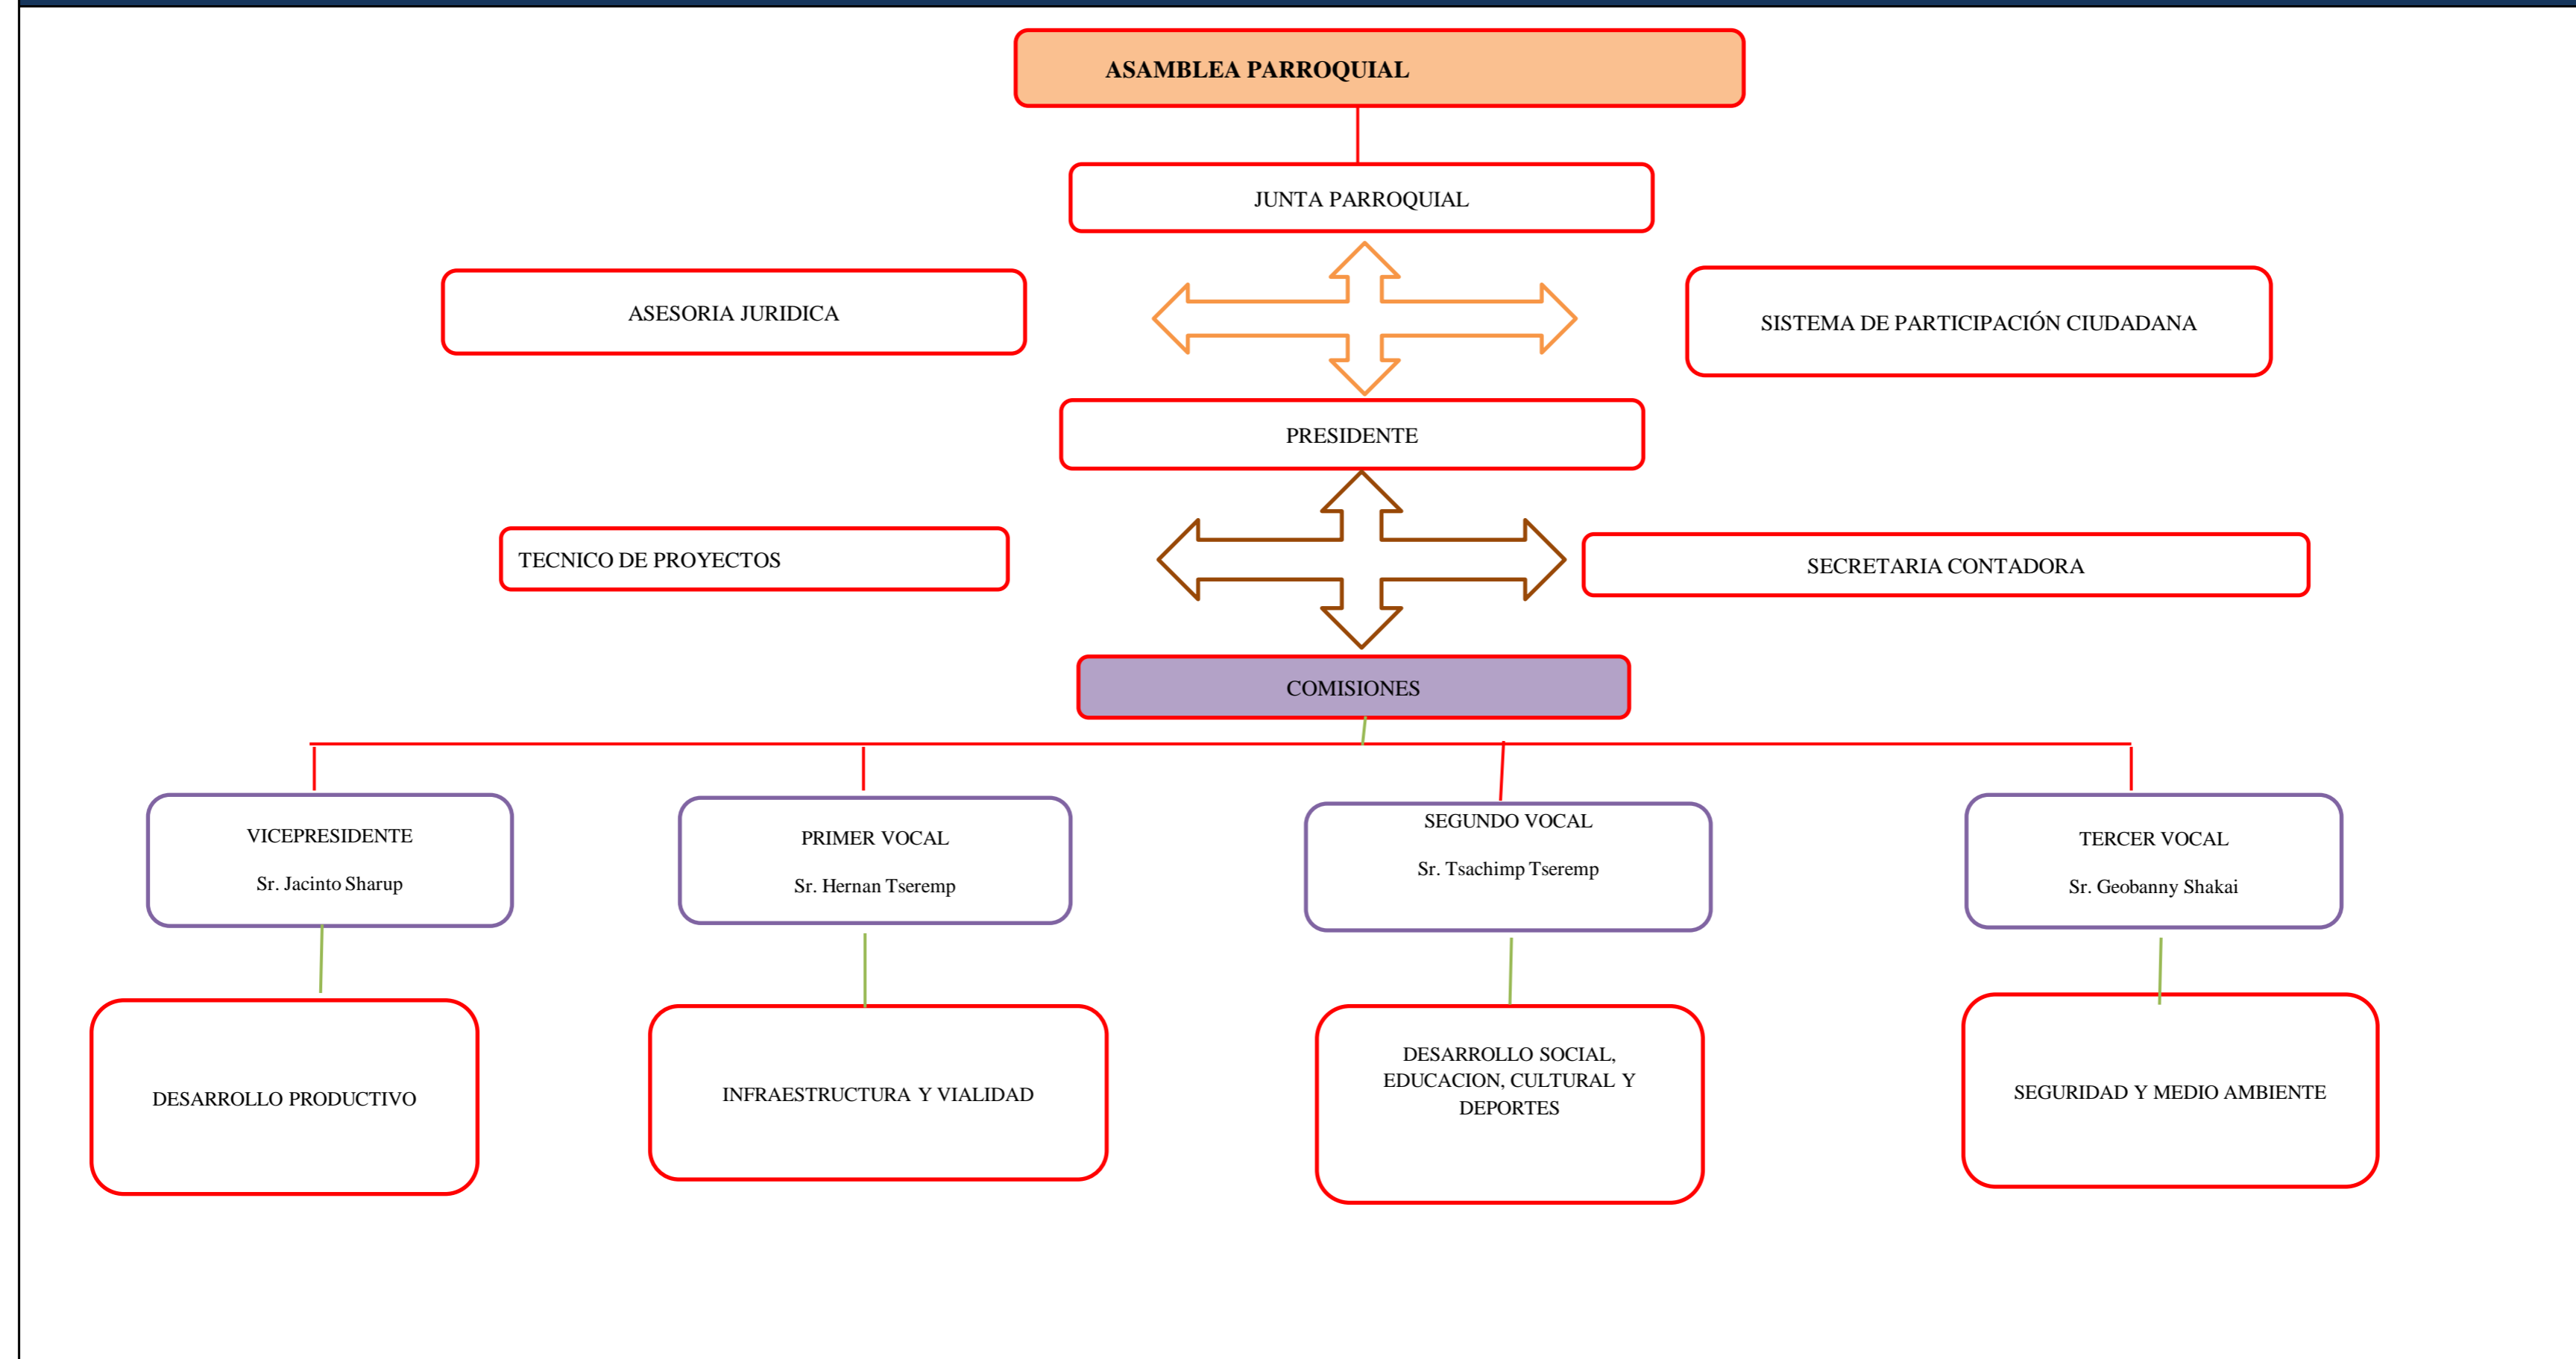 ASAMBLEA PARROQUIAL
JUNTA PARROQUIAL
ASESORIA JURIDICA
SISTEMA DE PARTICIPACIÓN CIUDADANA
PRESIDENTE
TECNICO DE PROYECTOS
SECRETARIA CONTADORA
COMISIONES
VICEPRESIDENTE
Sr. Jacinto Sharup
PRIMER VOCAL
Sr. Hernan Tseremp
SEGUNDO VOCAL
Sr. Tsachimp Tseremp
TERCER VOCAL
Sr. Geobanny Shakai
DESARROLLO PRODUCTIVO
INFRAESTRUCTURA Y VIALIDAD
DESARROLLO SOCIAL,
EDUCACION, CULTURAL Y
DEPORTES
SEGURIDAD Y MEDIO AMBIENTE